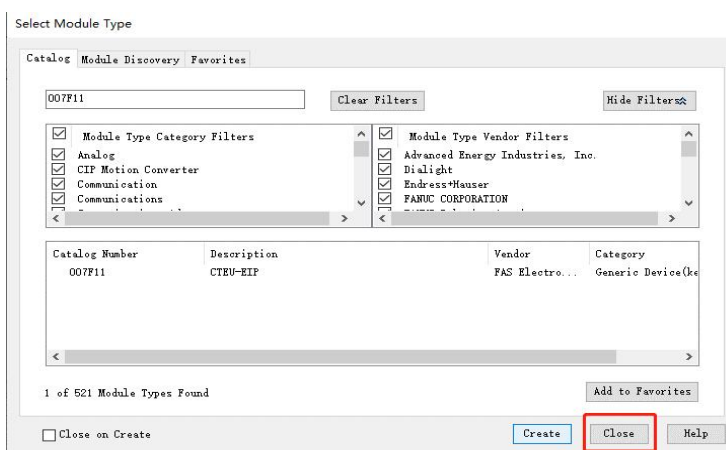 Select Module Type
Catalog Module Discovery Favorites
007F11 Clear Filters Hide Filters
Module Type Category Filters Module Type Vendor Filters
Analog Advanced Energy Industries, Inc.
CIP Motion Converter Dialight
Communication Endress+Hauser
Communications FANUC CORPORATION
Catalog Number Description Vendor Category
007F11 CTEU-EIP FAS Electro... Generic Device(ke
1 of 521 Module Types Found Add to Favorites
Close on Create Create Close Help